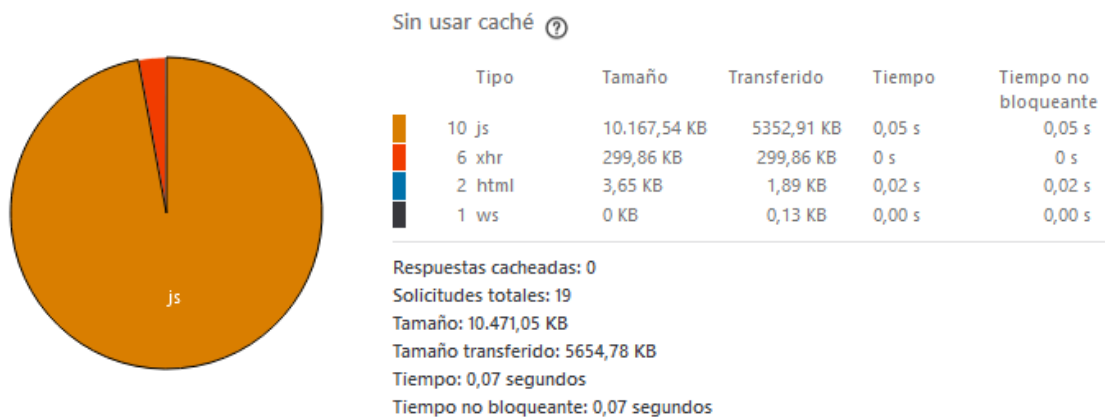 Sin usar caché ?
Tipo Tamaño Transferido Tiempo Tiempo no bloqueante
10 js 10.167,54 KB 5352,91 KB 0,05 s 0,05 s
6 xhr 299,86 KB 299,86 KB 0 s 0 s
2 html 3,65 KB 1,89 KB 0,02 s 0,02 s
1 ws 0 KB 0,13 KB 0,00 s 0,00 s
js
Respuestas cacheadas: 0
Solicitudes totales: 19
Tamaño: 10.471,05 KB
Tamaño transferido: 5654,78 KB
Tiempo: 0,07 segundos
Tiempo no bloqueante: 0,07 segundos